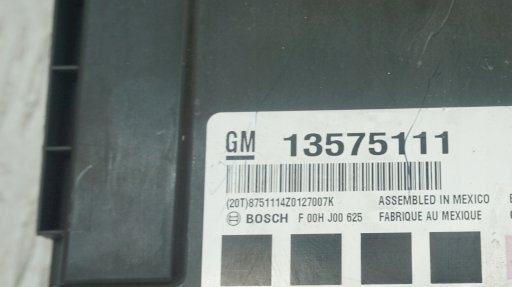 GM 13575111
(20T)8751114Z0127007K ASSEMBLED IN MEXICO
BOSCH F 00H J00 625 FABRIQUE AU MEXIQUE